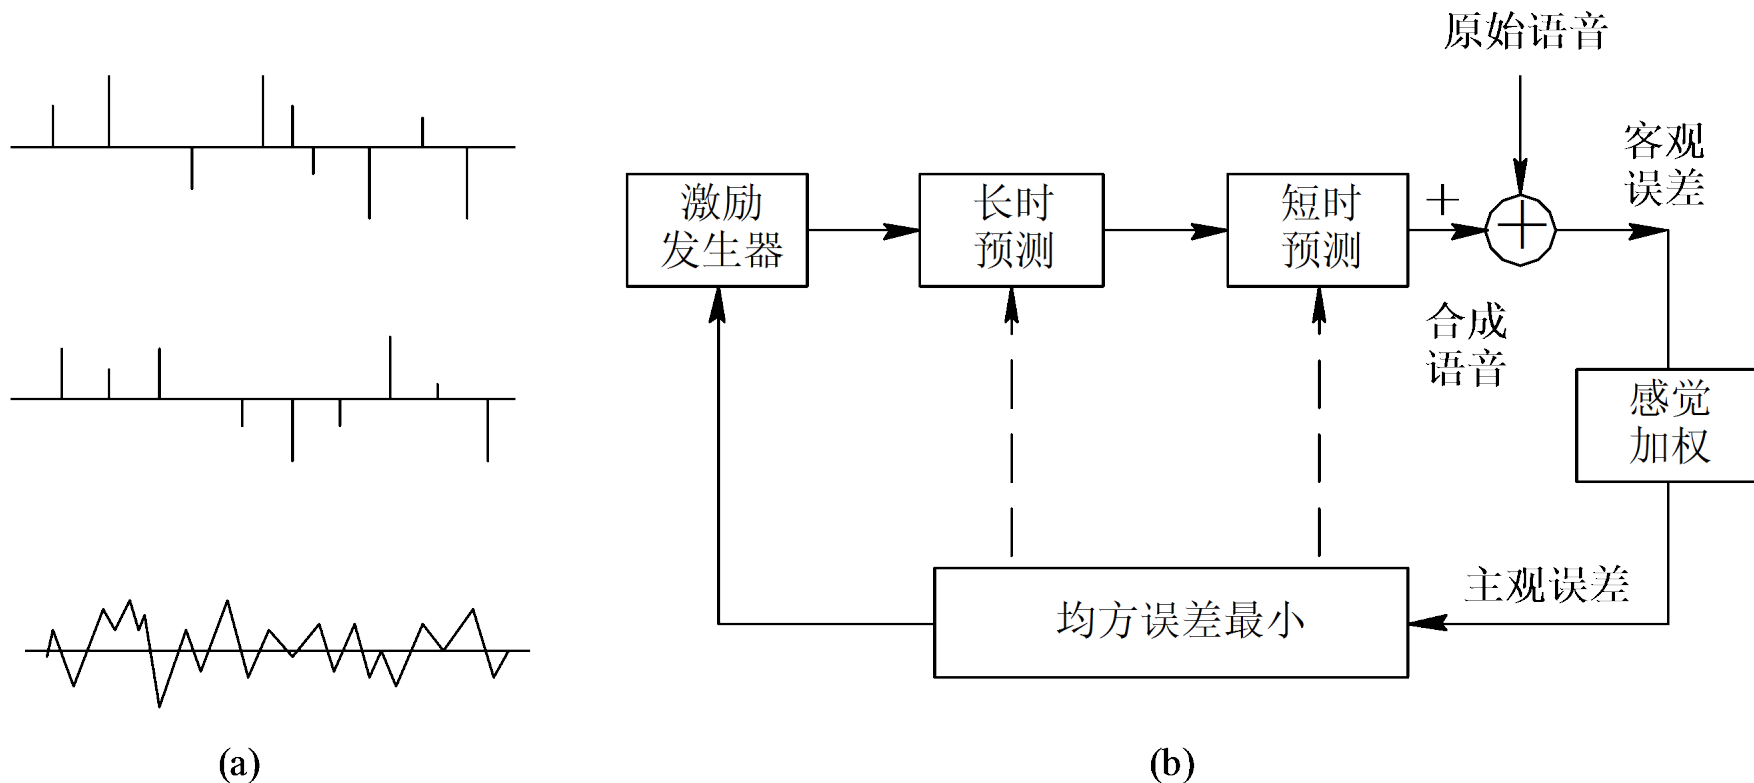 原始语音
客观
误差
激励
发生器
长时
预测
短时
预测
+
合成
语音
感觉
加权
主观误差
均方误差最小
(a)
(b)